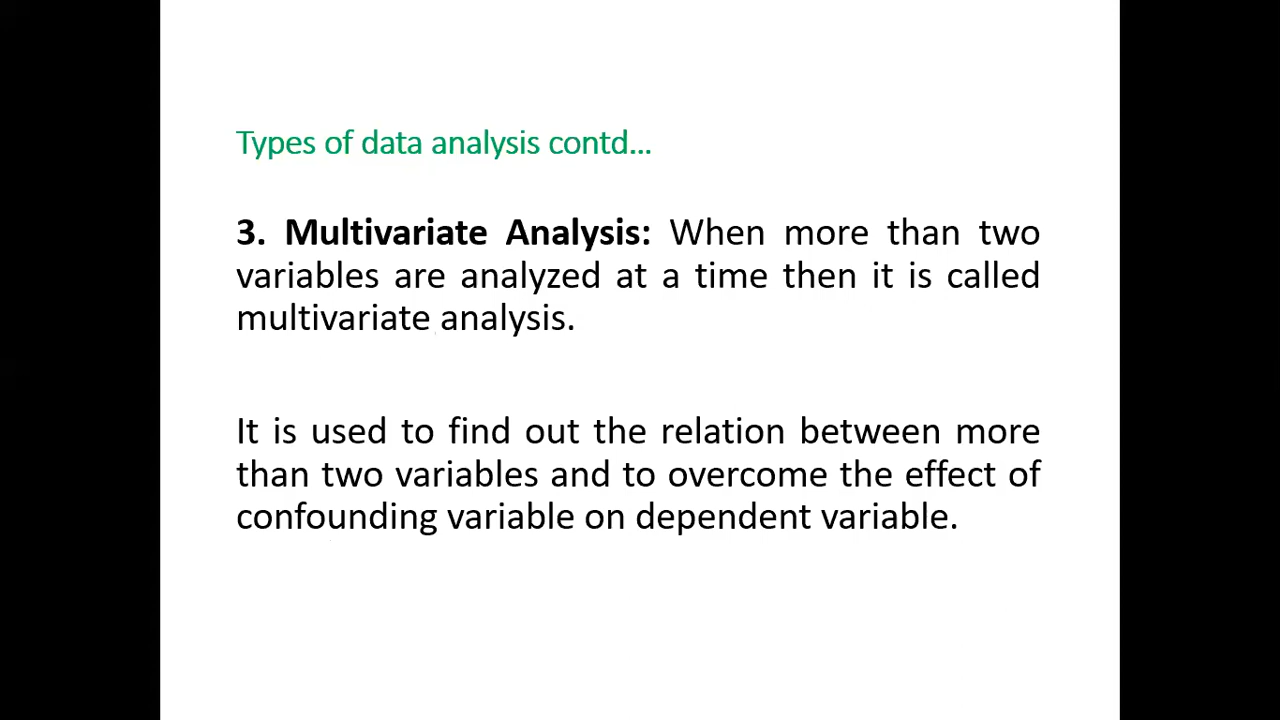 Types of data analysis contd...
3. Multivariate Analysis: When more than two
variables are analyzed at a time then it is called
multivariate analysis.
It is used to find out the relation between more
than two variables and to overcome the effect of
confounding variable on dependent variable.